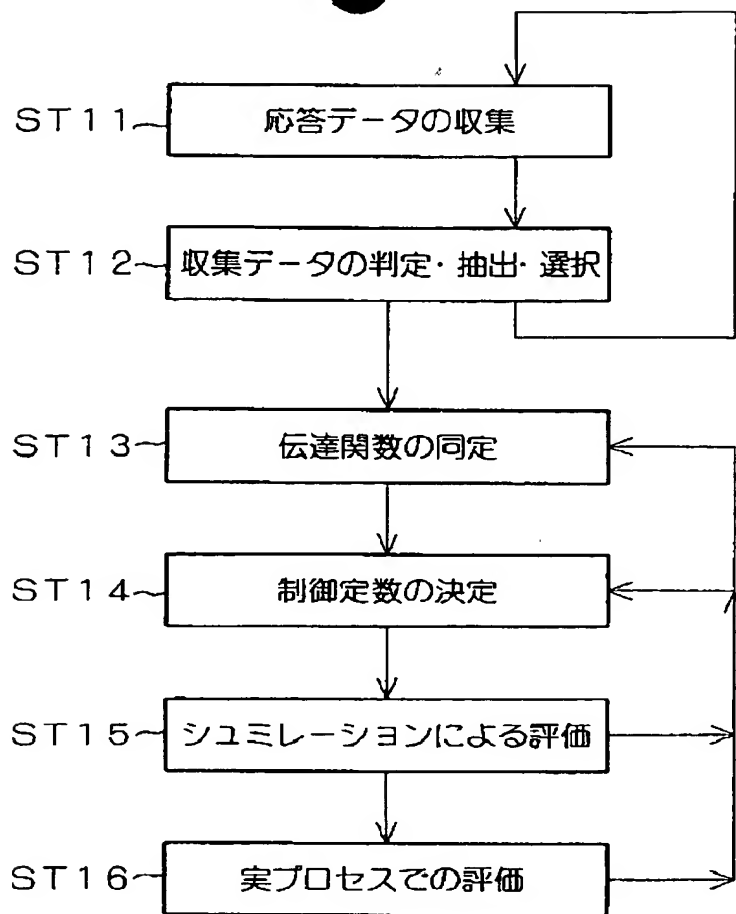 ST11 応答データの収集
ST12 収集データの判定・抽出・選択
ST13 伝達関数の同定
ST14 制御定数の決定
ST15 シユミレーションによる評価
ST16 実プロセスでの評価